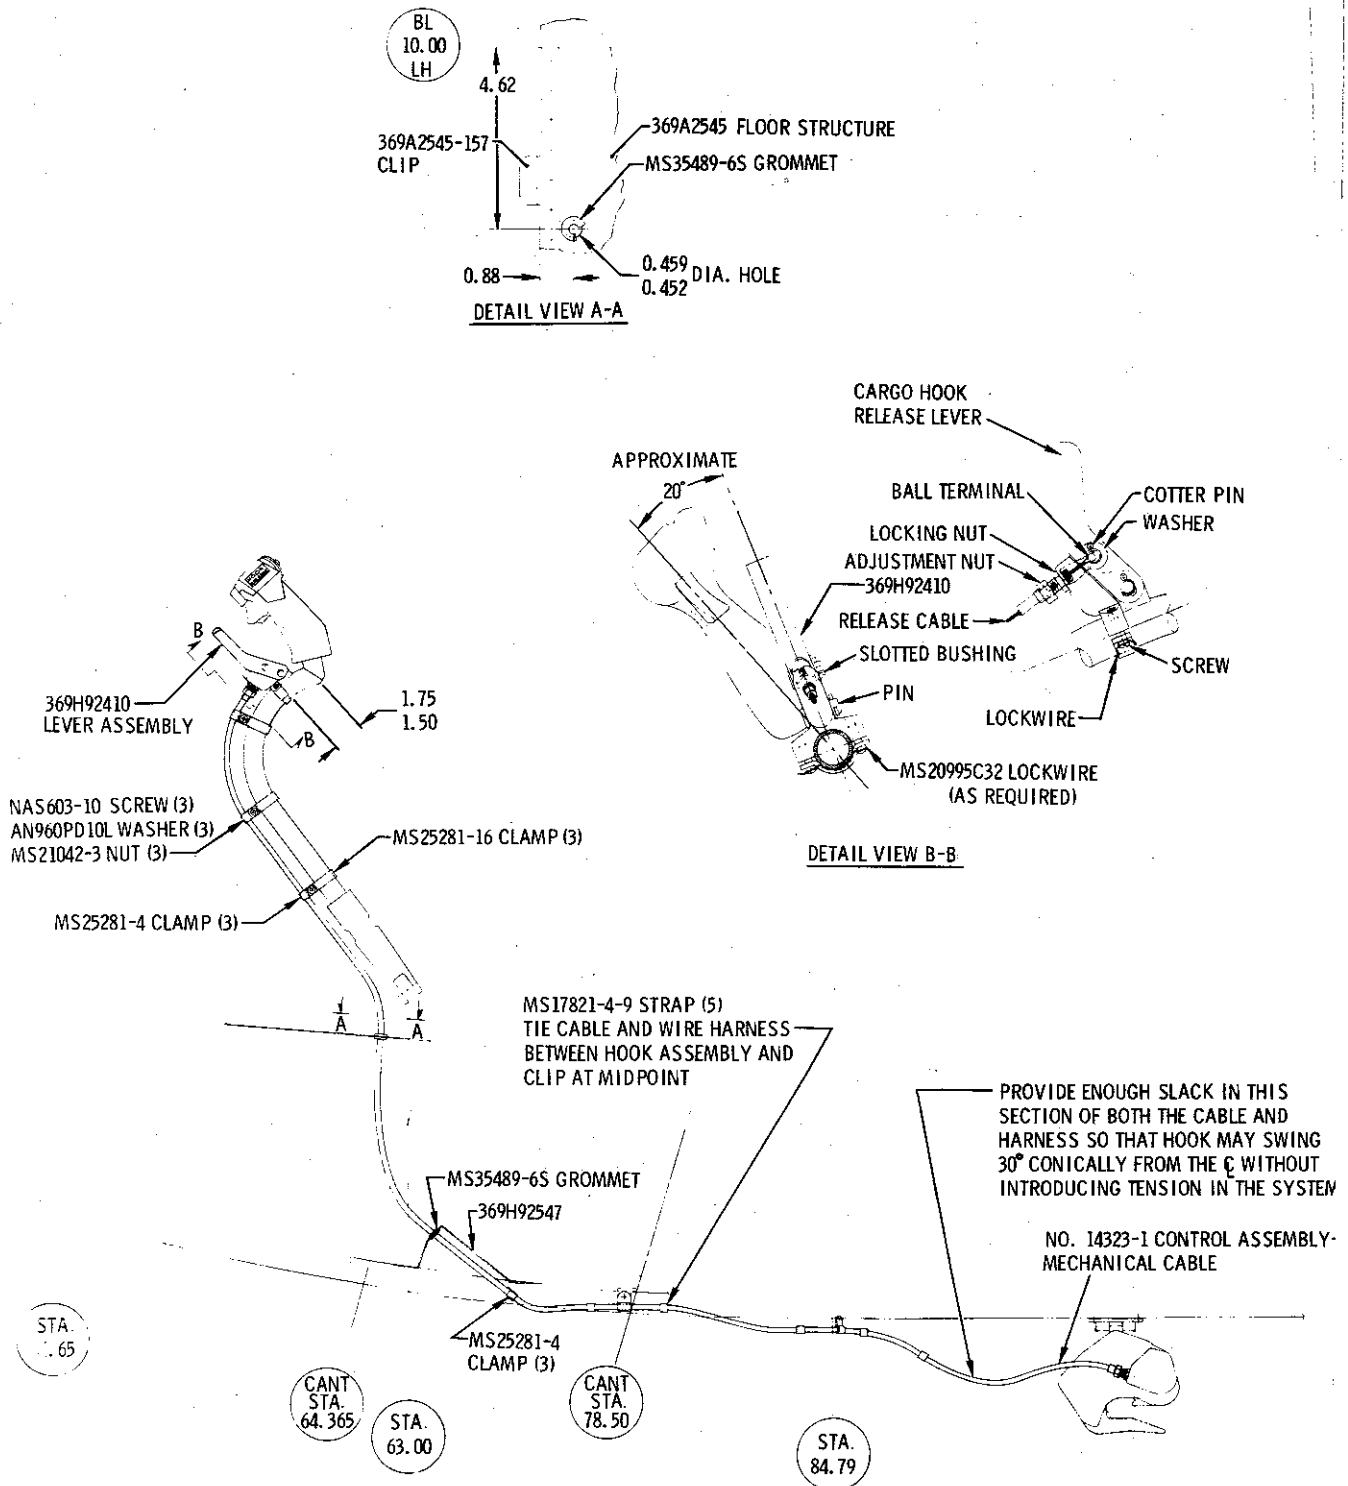 BL
10.00
LH
4.62
369A2545-157
CLIP
369A2545 FLOOR STRUCTURE
MS35489-6S GROMMET
0.88
0.459
0.452
DIA. HOLE
DETAIL VIEW A-A
CARGO HOOK
RELEASE LEVER
APPROXIMATE
20°
BALL TERMINAL
COTTER PIN
WASHER
LOCKING NUT
ADJUSTMENT NUT
369H92410
RELEASE CABLE
SLOTTED BUSHING
SCREW
PIN
LOCKWIRE
MS20995C32 LOCKWIRE
(AS REQUIRED)
DETAIL VIEW B-B
B
369H92410
LEVER ASSEMBLY
1.75
1.50
B
NAS603-10 SCREW (3)
AN960PD10L WASHER (3)
MS21042-3 NUT (3)
MS25281-16 CLAMP (3)
MS25281-4 CLAMP (3)
A
A
MS17821-4-9 STRAP (5)
TIE CABLE AND WIRE HARNESS
BETWEEN HOOK ASSEMBLY AND
CLIP AT MIDPOINT
PROVIDE ENOUGH SLACK IN THIS
SECTION OF BOTH THE CABLE AND
HARNESS SO THAT HOOK MAY SWING
30° CONICALLY FROM THE ℄ WITHOUT
INTRODUCING TENSION IN THE SYSTEM
MS35489-6S GROMMET
369H92547
NO. 14323-1 CONTROL ASSEMBLY-
MECHANICAL CABLE
MS25281-4
CLAMP (3)
STA.
.65
CANT
STA.
64.365
STA.
63.00
CANT
STA.
78.50
STA.
84.79